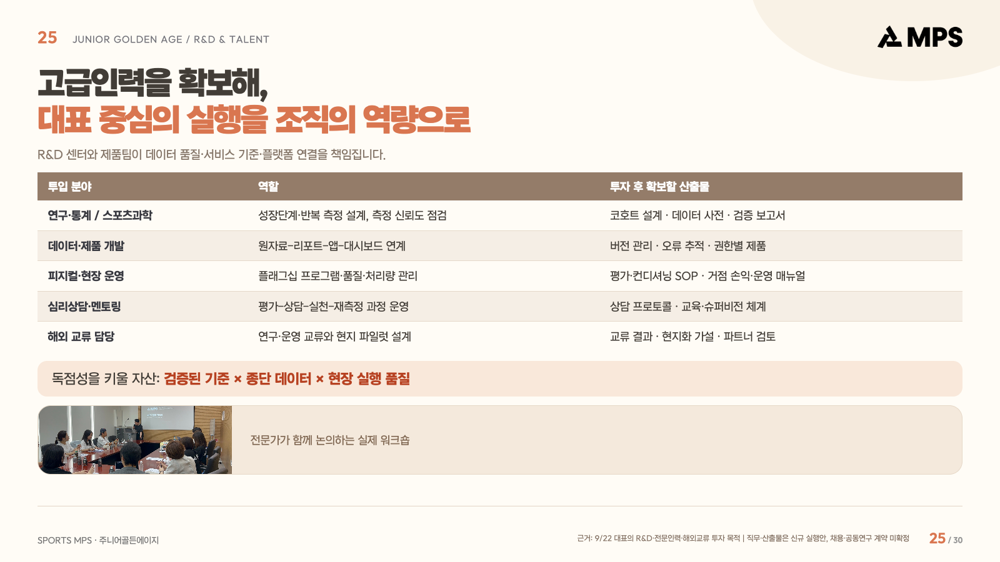 25 JUNIOR GOLDEN AGE / R&D & TALENT
MPS
고급인력을 확보해,
대표 중심의 실행을 조직의 역량으로
R&D 센터와 제품팀이 데이터 품질·서비스 기준·플랫폼 연결을 책임집니다.
투입 분야 역할 투자 후 확보할 산출물
연구·통계 / 스포츠과학 성장단계·반복 측정 설계, 측정 신뢰도 점검 코호트 설계 · 데이터 사전 · 검증 보고서
데이터·제품 개발 원자료–리포트–앱–대시보드 연계 버전 관리 · 오류 추적 · 권한별 제품
피지컬·현장 운영 플래그십 프로그램·품질·처리량 관리 평가·컨디셔닝 SOP · 거점 손익·운영 매뉴얼
심리상담·멘토링 평가–상담–실천–재측정 과정 운영 상담 프로토콜 · 교육·슈퍼비전 체계
해외 교류 담당 연구·운영 교류와 현지 파일럿 설계 교류 결과 · 현지화 가설 · 파트너 검토
독점성을 키울 자산: 검증된 기준 × 종단 데이터 × 현장 실행 품질
MPS
전문가가 함께 논의하는 실제 워크숍
SPORTS MPS · 주니어골든에이지
근거: 9/22 대표의 R&D·전문인력·해외교류 투자 목적 | 직무·산출물은 신규 실행안, 채용·공동연구 계약 미확정
25 / 30